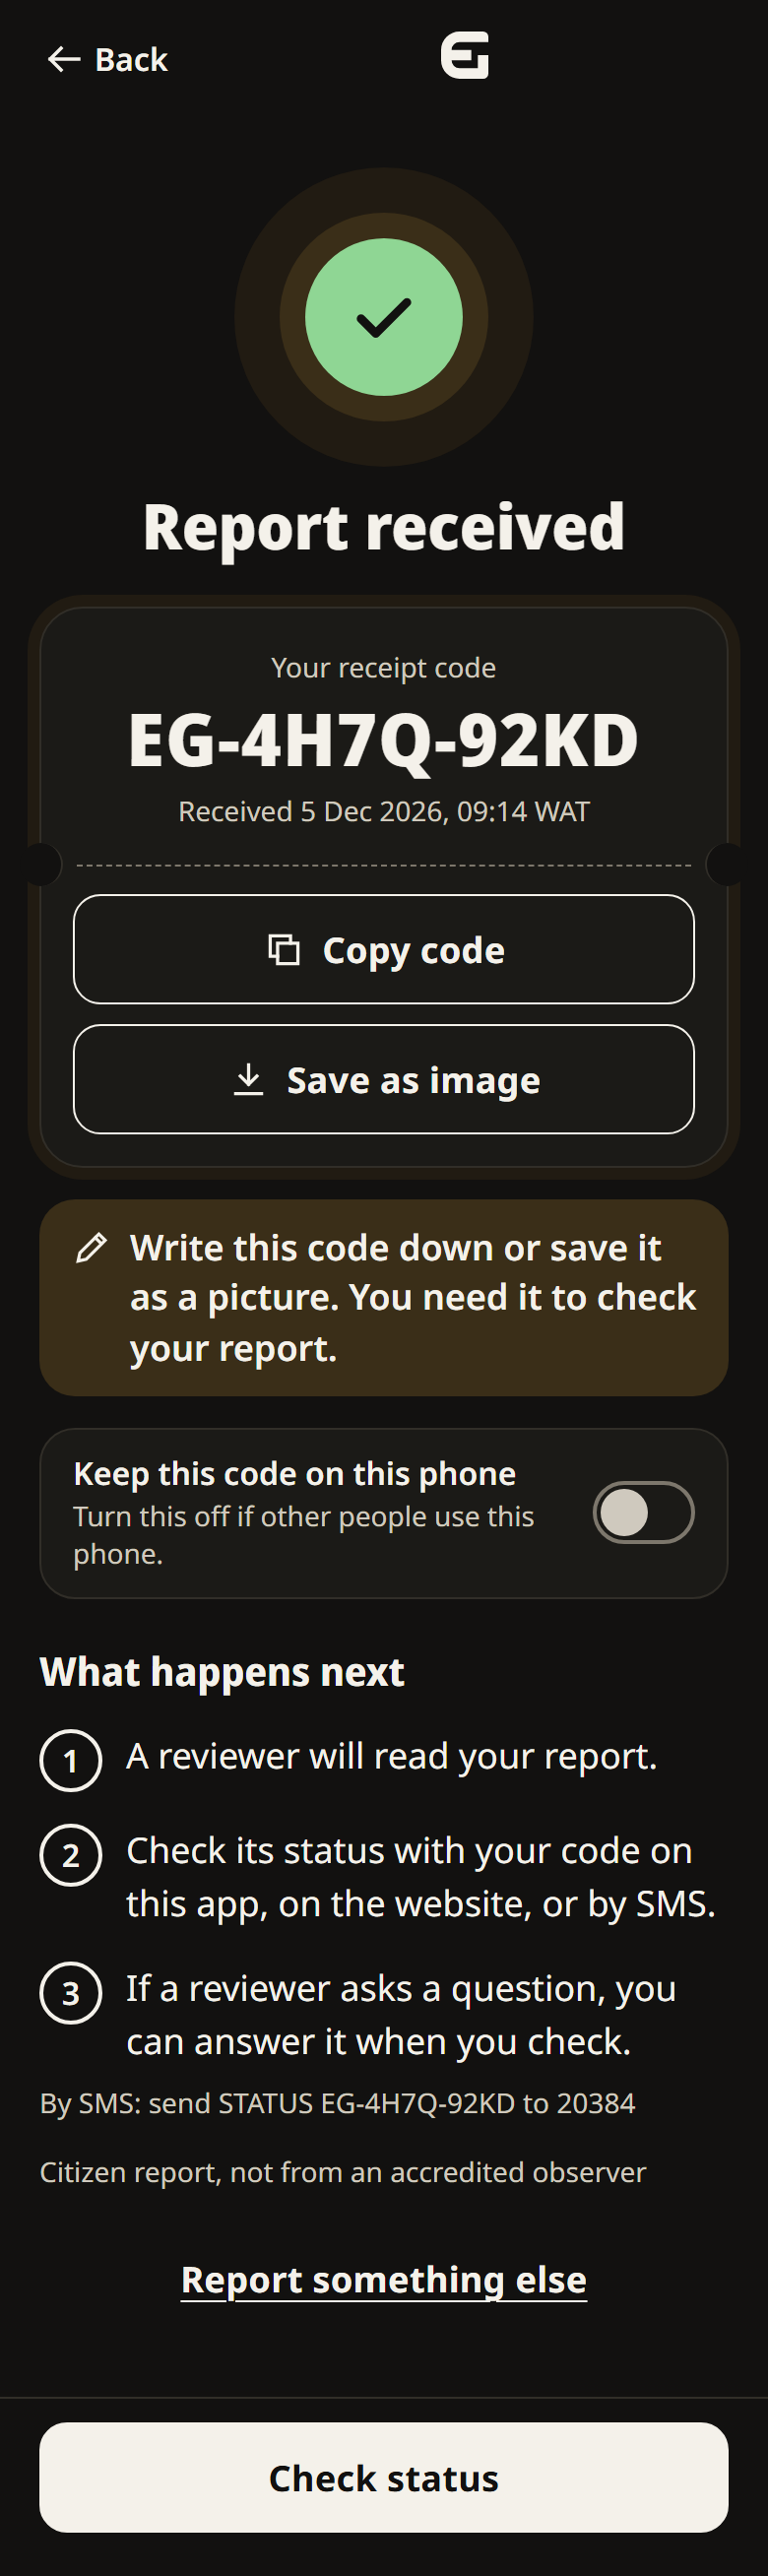 Back
Report received
Your receipt code
EG-4H7Q-92KD
Received 5 Dec 2026, 09:14 WAT
Copy code
Save as image
Write this code down or save it
as a picture. You need it to check
your report.
Keep this code on this phone
Turn this off if other people use this
phone.
What happens next
1 A reviewer will read your report.
2 Check its status with your code on
this app, on the website, or by SMS.
3 If a reviewer asks a question, you
can answer it when you check.
By SMS: send STATUS EG-4H7Q-92KD to 20384
Citizen report, not from an accredited observer
Report something else
Check status